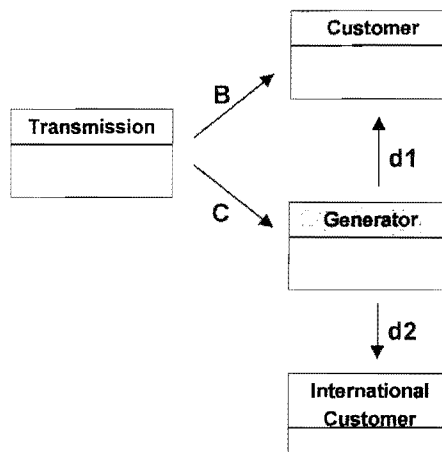 Customer
B
Transmission
d1
C
Generator
d2
International
Customer